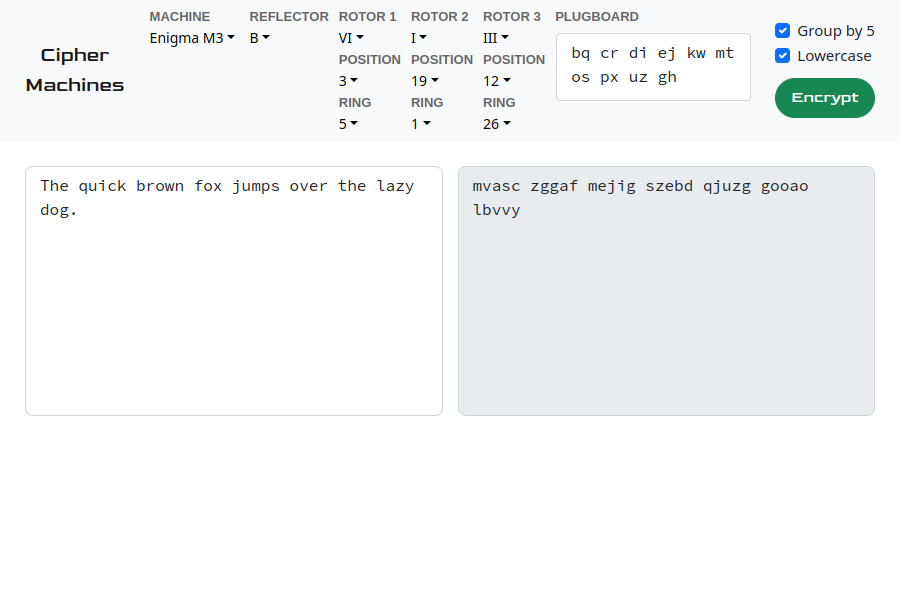 Cipher
Machines
MACHINE
Enigma M3
REFLECTOR
B
ROTOR 1
VI
POSITION
3
RING
5
ROTOR 2
I
POSITION
19
RING
1
ROTOR 3
III
POSITION
12
RING
26
PLUGBOARD
bq cr di ej kw mt
os px uz gh
Group by 5
Lowercase
Encrypt
The quick brown fox jumps over the lazy
dog.
mvasc zggaf mejig szebd qjuzg gooao
lbvvy